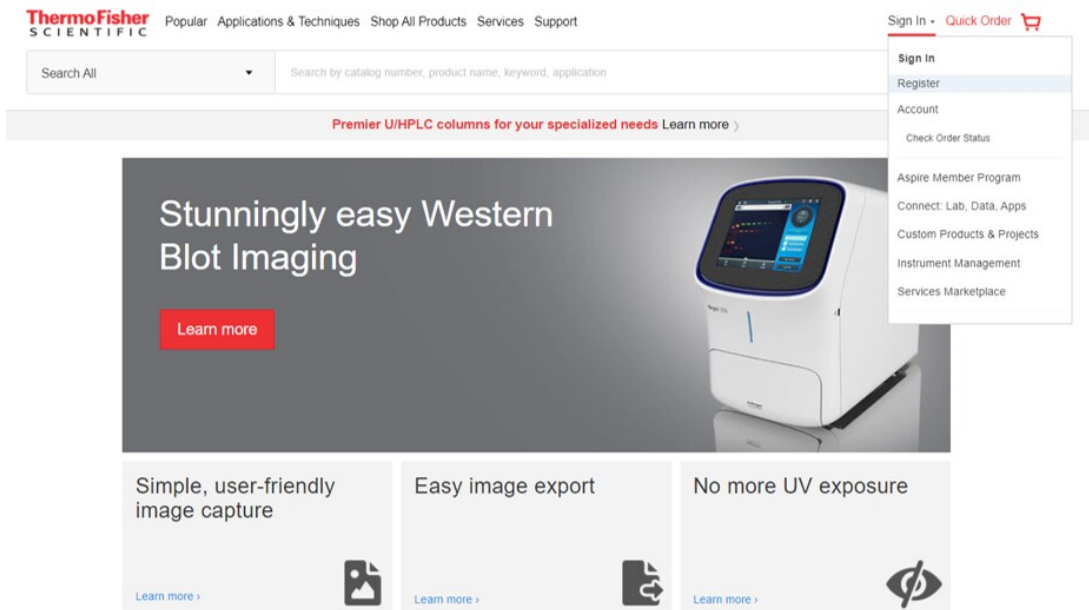 ThermoFisher
SCIENTIFIC
Popular Applications & Techniques Shop All Products Services Support
Sign In Quick Order
Search All
Search by catalog number, product name, keyword, application
Sign In
Register
Account
Check Order Status
Aspire Member Program
Connect: Lab, Data, Apps
Custom Products & Projects
Instrument Management
Services Marketplace
Premier U/HPLC columns for your specialized needs Learn more ›
Stunningly easy Western
Blot Imaging
Learn more
Simple, user-friendly
image capture
Learn more ›
Easy image export
Learn more ›
No more UV exposure
Learn more ›